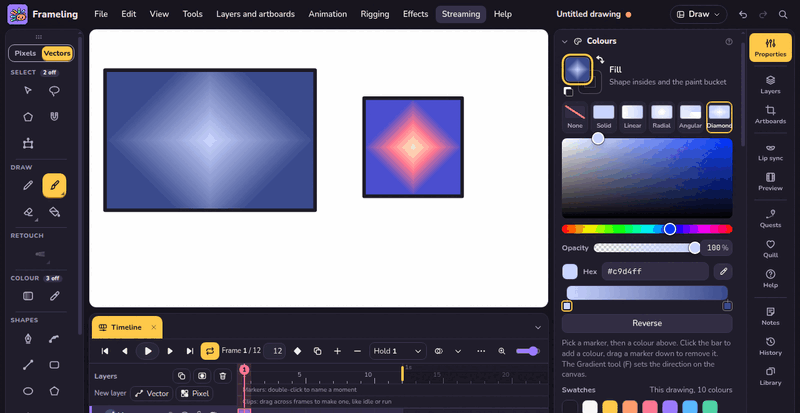 Frameling
File Edit View Tools Layers and artboards Animation Rigging Effects Streaming Help
Untitled drawing
Draw
Pixels Vectors
SELECT 2 off
DRAW
RETOUCH
COLOUR 3 off
SHAPES
Colours
Fill
Shape insides and the paint bucket
None Solid Linear Radial Angular Diamond
Opacity 100 %
Hex #c9d4ff
Reverse
Pick a marker, then a colour above. Click the bar
to add a colour, drag a marker down to remove it.
The Gradient tool (F) sets the direction on the
canvas.
Swatches This drawing, 10 colours
Properties
Layers
Artboards
Lip sync
Preview
Quests
Quill
Help
Notes
History
Library
Timeline
Frame 1 / 12 12 Hold 1
Layers
New layer Vector Pixel
1 5 10 15 20
1s
Markers: double-click to name a moment
Clips: drag across frames to make one, like idle or run